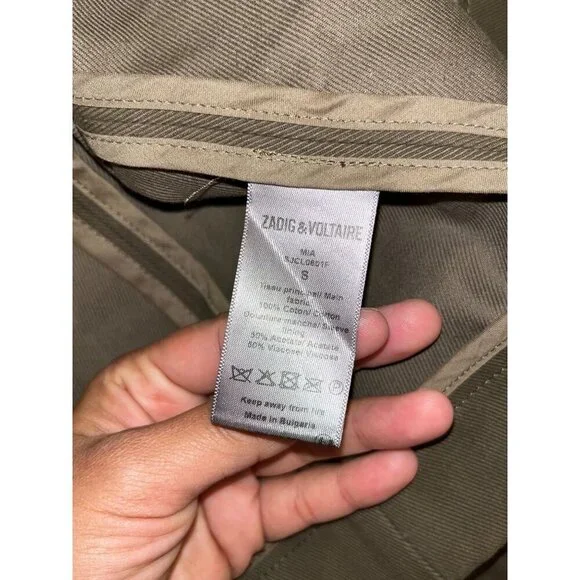 ZADIG & VOLTAIRE
MIA
SJCL0601F
S
Tissu principal/ Main
fabric:
100% Coton/ Cotton
Doublure manche/ Sleeve
lining
50% Acetate/ Acetate
50% Viscose/ Viscose
Keep away from fire
Made in Bulgaria